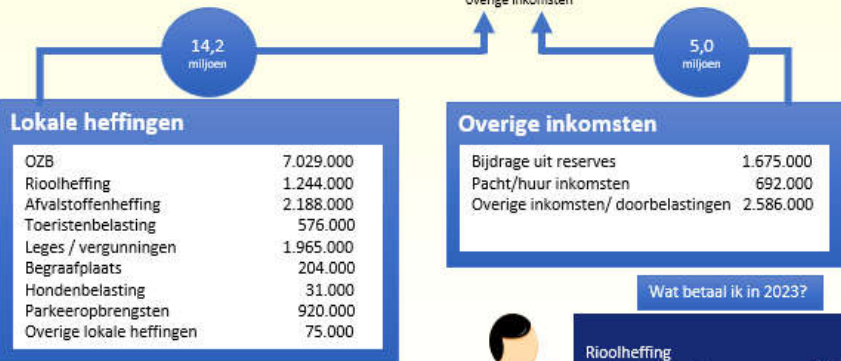 overige inkomsten
14,2
miljoen
5,0
miljoen
Lokale heffingen
OZB 7.029.000
Rioolheffing 1.244.000
Afvalstoffenheffing 2.188.000
Toeristenbelasting 576.000
Leges / vergunningen 1.965.000
Begraafplaats 204.000
Hondenbelasting 31.000
Parkeeropbrengsten 920.000
Overige lokale heffingen 75.000
Overige inkomsten
Bijdrage uit reserves 1.675.000
Pacht/huur inkomsten 692.000
Overige inkomsten/ doorbelastingen 2.586.000
Wat betaal ik in 2023?
Rioolheffing